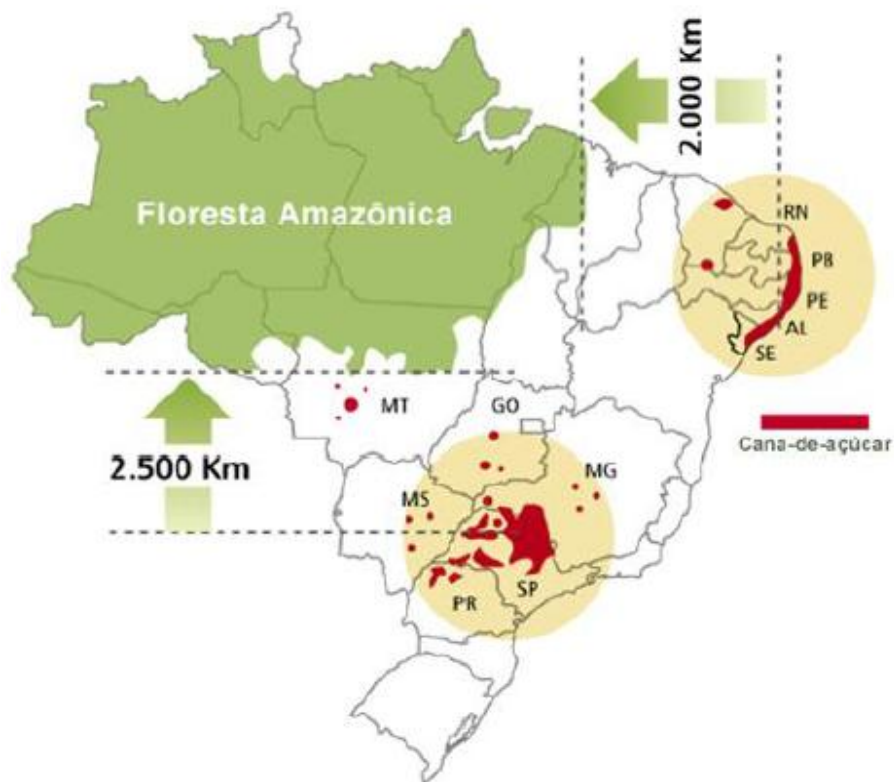 2.000 Km
Floresta Amazônica
RN
PB
PE
AL
SE
MT
GO
Cana-de-açúcar
2.500 Km
MS
MG
SP
PR